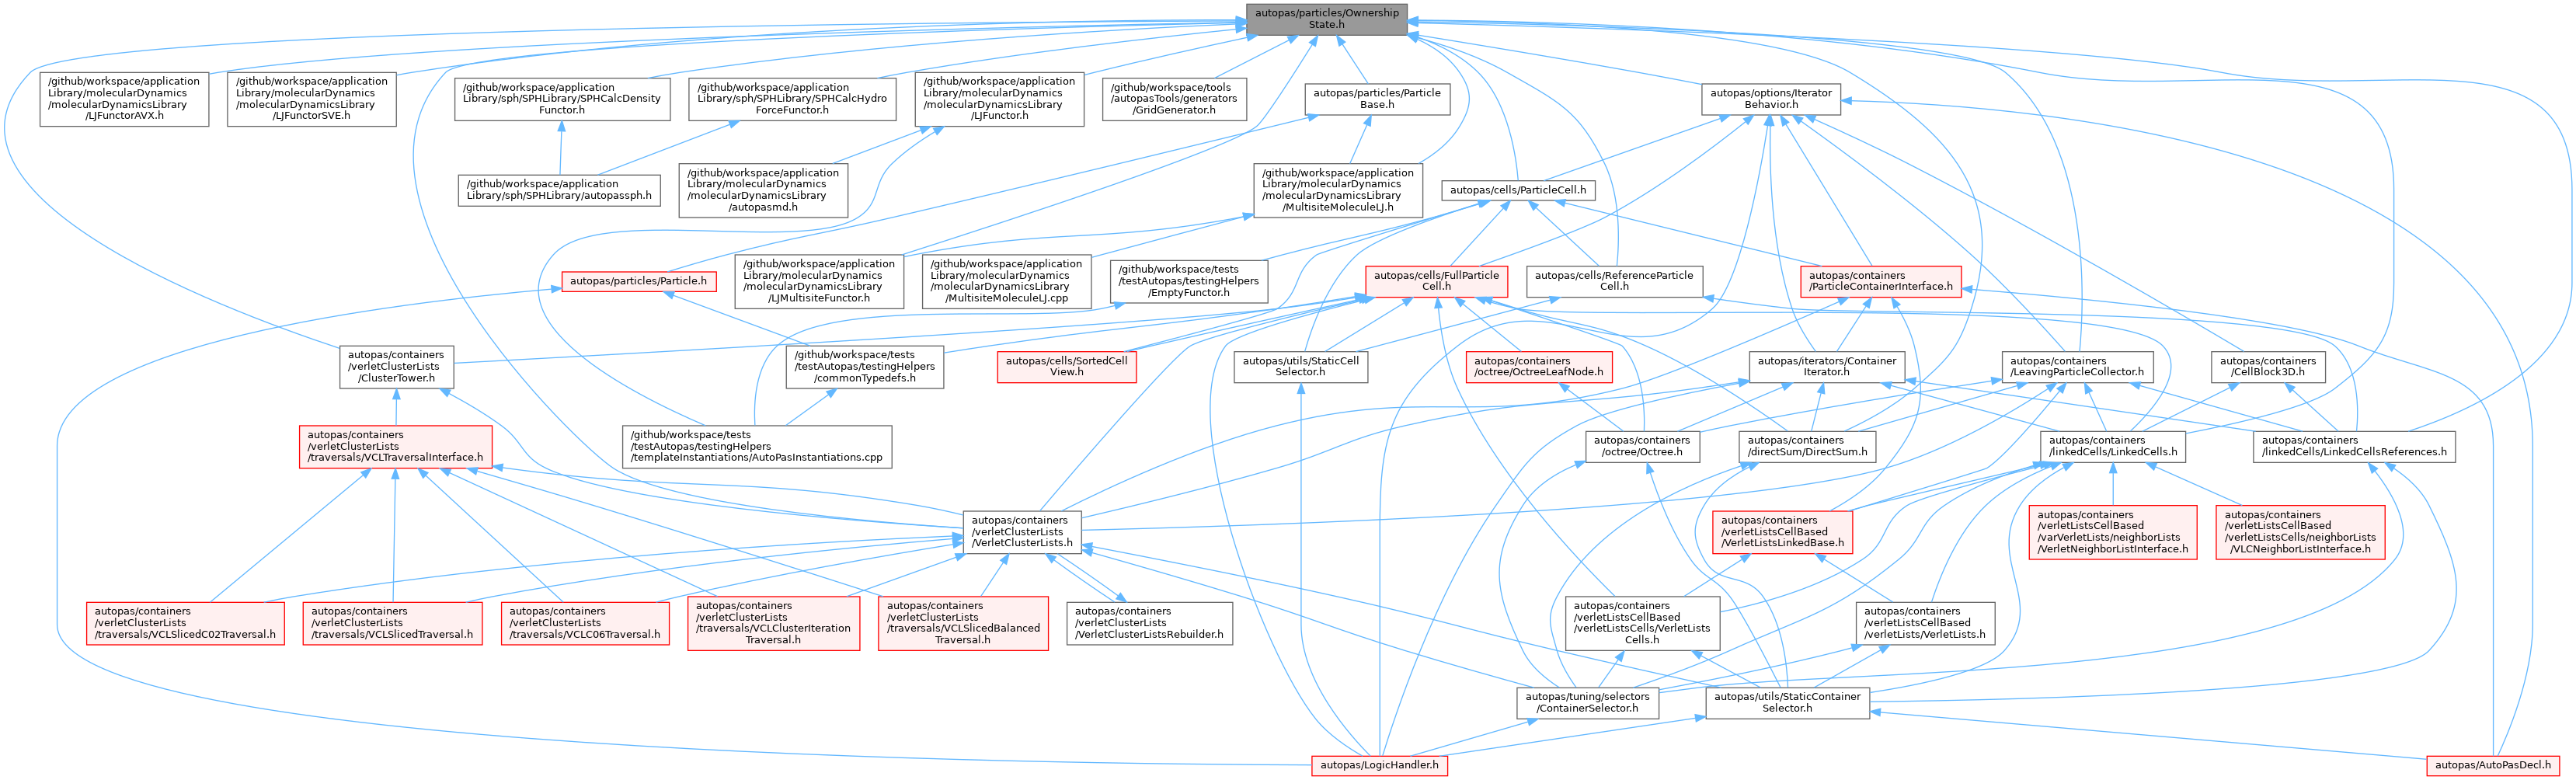 autopas/particles/Ownership
State.h
/github/workspace/application
Library/molecularDynamics
/molecularDynamicsLibrary
/LJFunctorAVX.h
/github/workspace/application
Library/molecularDynamics
/molecularDynamicsLibrary
/LJFunctorSVE.h
/github/workspace/application
Library/sph/SPHLibrary/SPHCalcDensity
Functor.h
/github/workspace/application
Library/sph/SPHLibrary/SPHCalcHydro
ForceFunctor.h
/github/workspace/application
Library/molecularDynamics
/molecularDynamicsLibrary
/LJFunctor.h
/github/workspace/tools
/autopasTools/generators
/GridGenerator.h
autopas/particles/Particle
Base.h
autopas/options/Iterator
Behavior.h
/github/workspace/application
Library/sph/SPHLibrary/autopassph.h
/github/workspace/application
Library/molecularDynamics
/molecularDynamicsLibrary
/autopasmd.h
/github/workspace/application
Library/molecularDynamics
/molecularDynamicsLibrary
/MultisiteMoleculeLJ.h
autopas/cells/ParticleCell.h
autopas/particles/Particle.h
/github/workspace/application
Library/molecularDynamics
/molecularDynamicsLibrary
/LJMultisiteFunctor.h
/github/workspace/application
Library/molecularDynamics
/molecularDynamicsLibrary
/MultisiteMoleculeLJ.cpp
/github/workspace/tests
/testAutopas/testingHelpers
/EmptyFunctor.h
autopas/cells/FullParticle
Cell.h
autopas/cells/ReferenceParticle
Cell.h
autopas/containers
/ParticleContainerInterface.h
autopas/containers
/verletClusterLists
/ClusterTower.h
/github/workspace/tests
/testAutopas/testingHelpers
/commonTypedefs.h
autopas/cells/SortedCell
View.h
autopas/utils/StaticCell
Selector.h
autopas/containers
/octree/OctreeLeafNode.h
autopas/iterators/Container
Iterator.h
autopas/containers
/LeavingParticleCollector.h
autopas/containers
/CellBlock3D.h
autopas/containers
/verletClusterLists
/traversals/VCLTraversalInterface.h
/github/workspace/tests
/testAutopas/testingHelpers
/templateInstantiations/AutoPasInstantiations.cpp
autopas/containers
/octree/Octree.h
autopas/containers
/directSum/DirectSum.h
autopas/containers
/linkedCells/LinkedCells.h
autopas/containers
/linkedCells/LinkedCellsReferences.h
autopas/containers
/verletClusterLists
/VerletClusterLists.h
autopas/containers
/verletListsCellBased
/VerletListsLinkedBase.h
autopas/containers
/verletListsCellBased
/varVerletLists/neighborLists
/VerletNeighborListInterface.h
autopas/containers
/verletListsCellBased
/verletListsCells/neighborLists
/VLCNeighborListInterface.h
autopas/containers
/verletClusterLists
/traversals/VCLSlicedC02Traversal.h
autopas/containers
/verletClusterLists
/traversals/VCLSlicedTraversal.h
autopas/containers
/verletClusterLists
/traversals/VCLC06Traversal.h
autopas/containers
/verletClusterLists
/traversals/VCLClusterIteration
Traversal.h
autopas/containers
/verletClusterLists
/traversals/VCLSlicedBalanced
Traversal.h
autopas/containers
/verletClusterLists
/VerletClusterListsRebuilder.h
autopas/containers
/verletListsCellBased
/verletListsCells/VerletLists
Cells.h
autopas/containers
/verletListsCellBased
/verletLists/VerletLists.h
autopas/tuning/selectors
/ContainerSelector.h
autopas/utils/StaticContainer
Selector.h
autopas/LogicHandler.h
autopas/AutoPasDecl.h